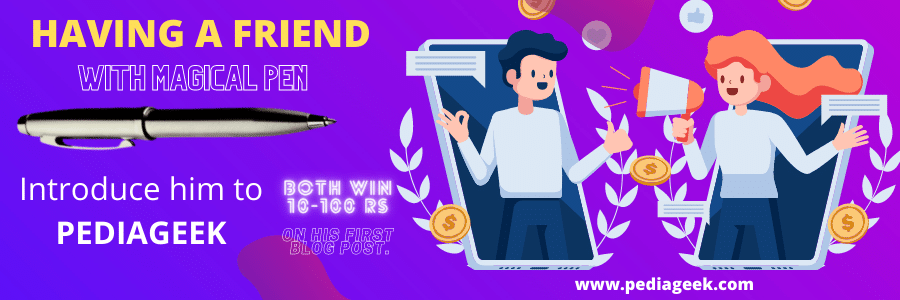 HAVING A FRIEND
WITH MAGICAL PEN
Introduce him to
PEDIAGEEK
BOTH WIN
10-100 RS
ON HIS FIRST
BLOG POST.
www.pediageek.com